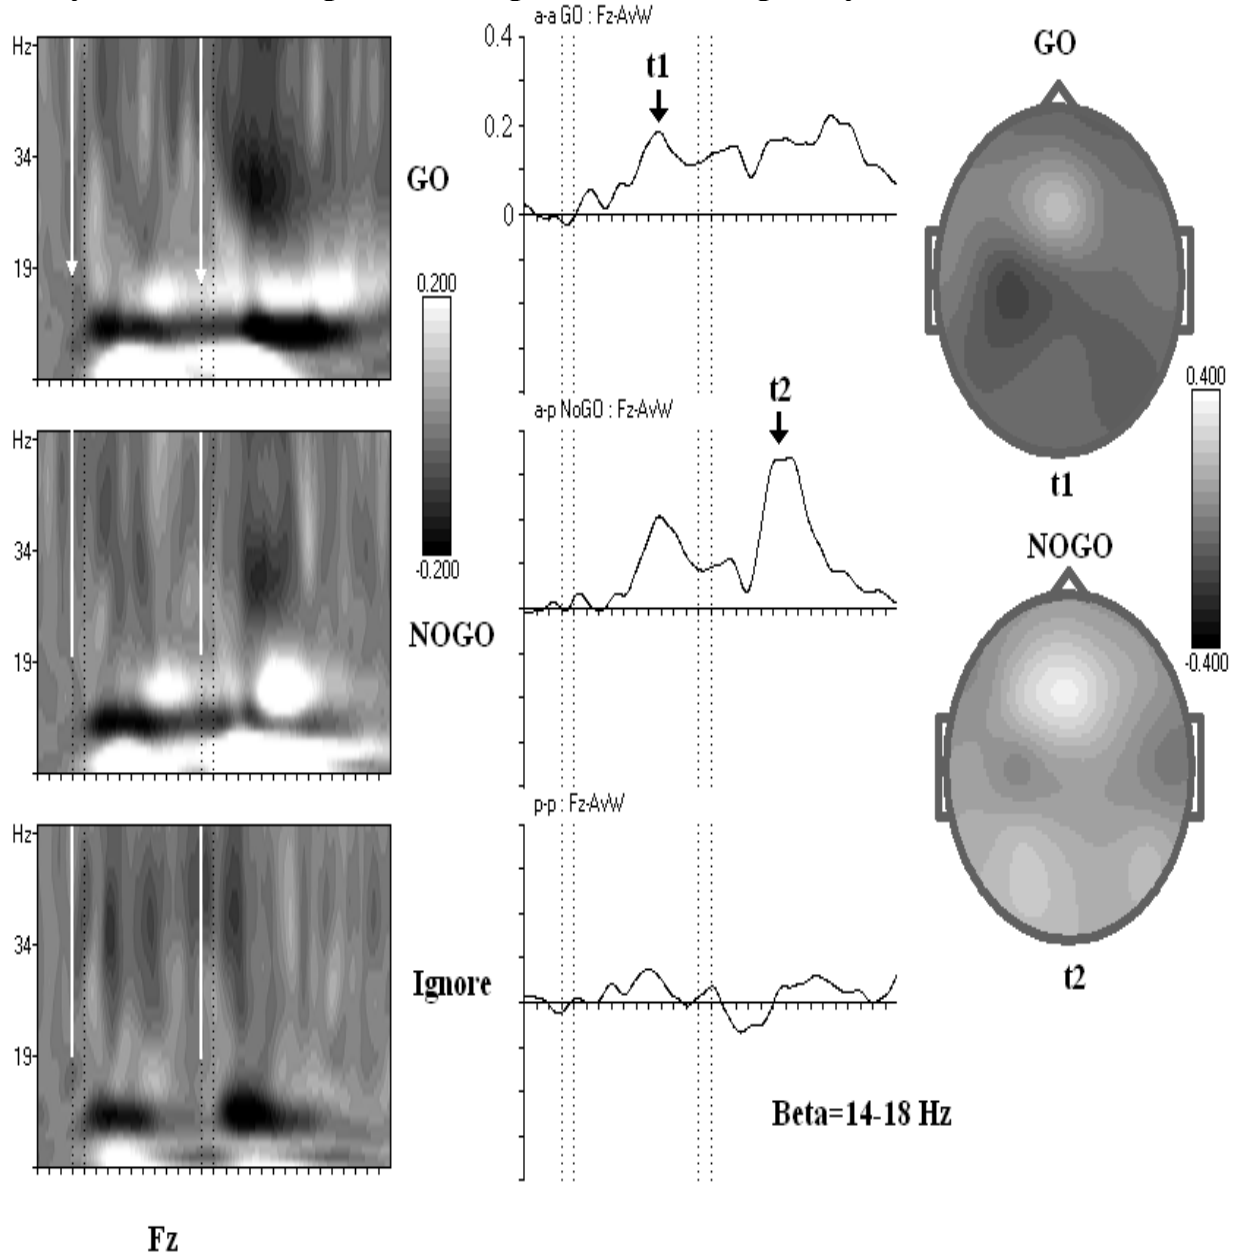 a-a GO : Fz-AvW
Hz
34
19
GO
0.200
-0.200
0.4
0.2
0
t1
GO
t1
Hz
34
19
NOGO
a-p NoGO : Fz-AvW
t2
0.400
-0.400
NOGO
t2
Hz
34
19
Ignore
p-p : Fz-AvW
Beta=14-18 Hz
Fz